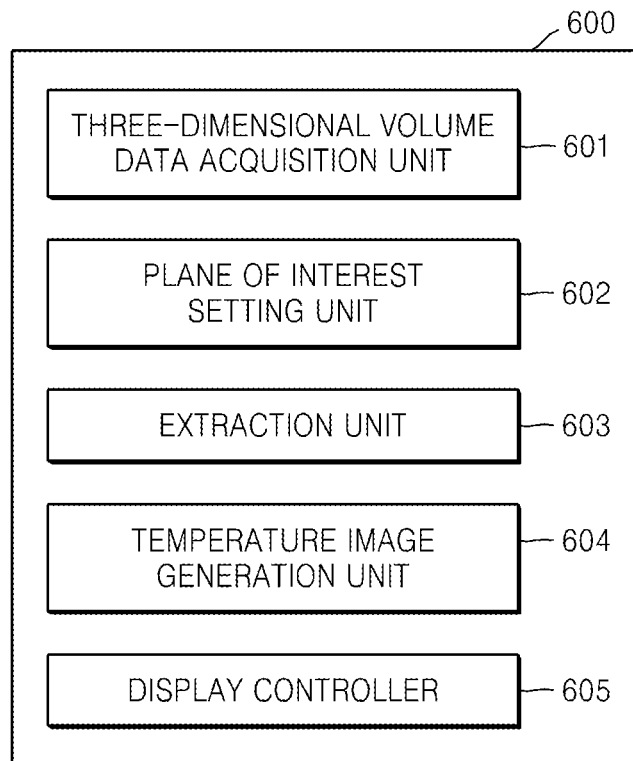 600
THREE-DIMENSIONAL VOLUME
DATA ACQUISITION UNIT
601
PLANE OF INTEREST
SETTING UNIT
602
EXTRACTION UNIT
603
TEMPERATURE IMAGE
GENERATION UNIT
604
DISPLAY CONTROLLER
605